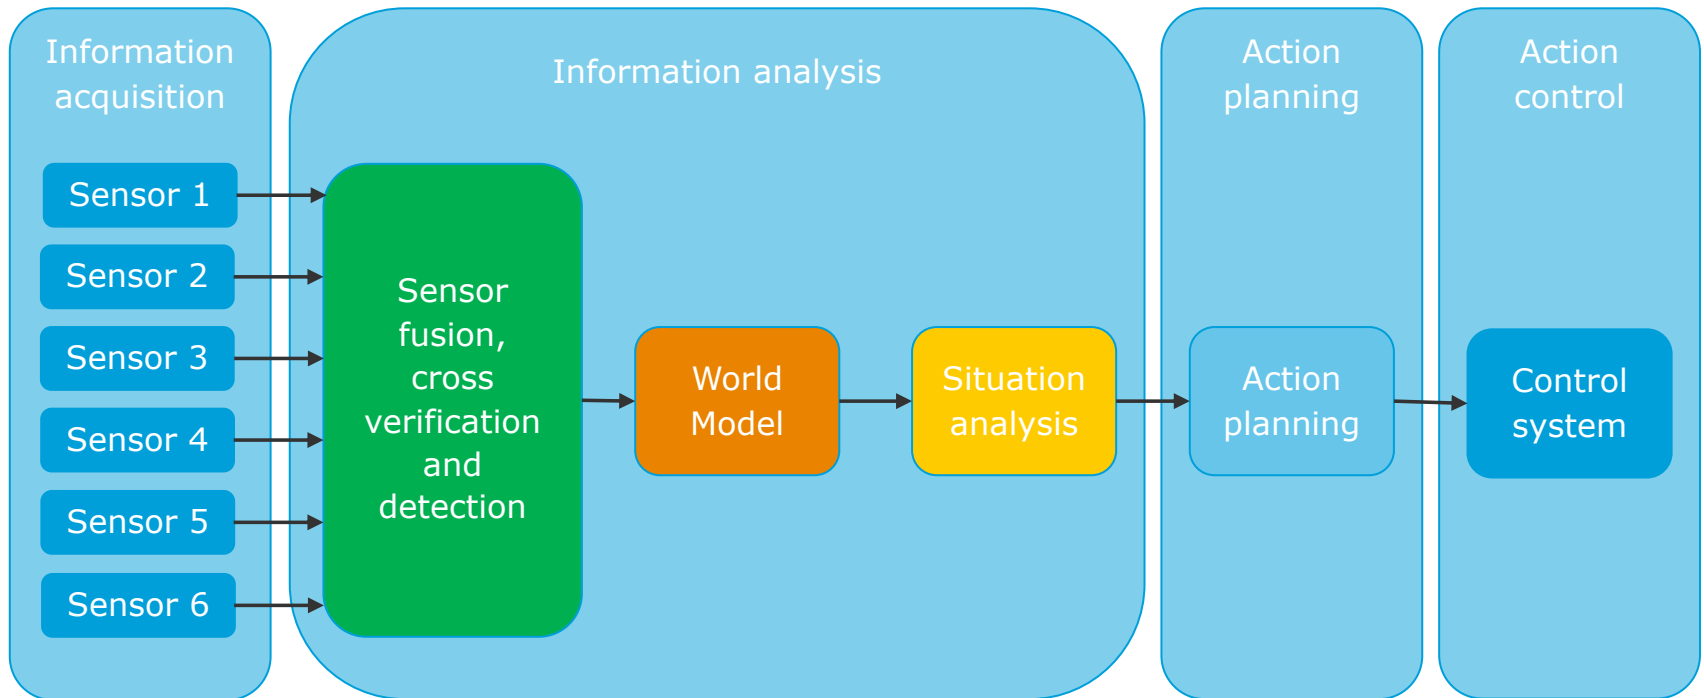 Information
acquisition
Sensor 1
Sensor 2
Sensor 3
Sensor 4
Sensor 5
Sensor 6
Information analysis
Sensor
fusion,
cross
verification
and
detection
World
Model
Situation
analysis
Action
planning
Action
planning
Action
control
Control
system